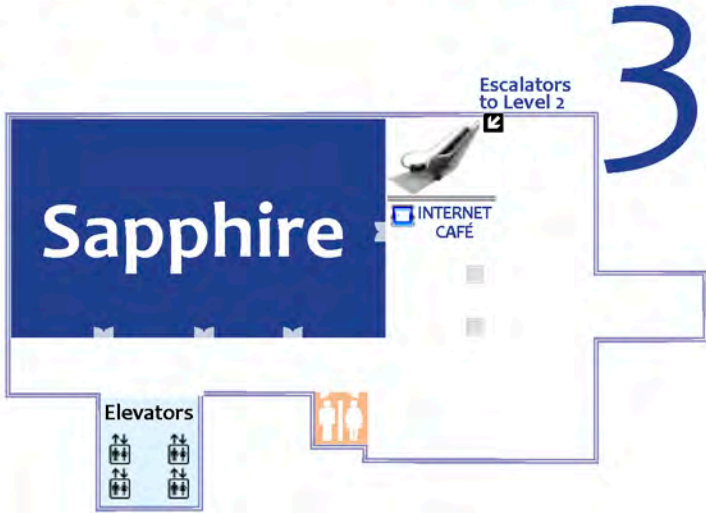 3
Escalators
to Level 2
Sapphire
INTERNET
CAFÉ
Elevators